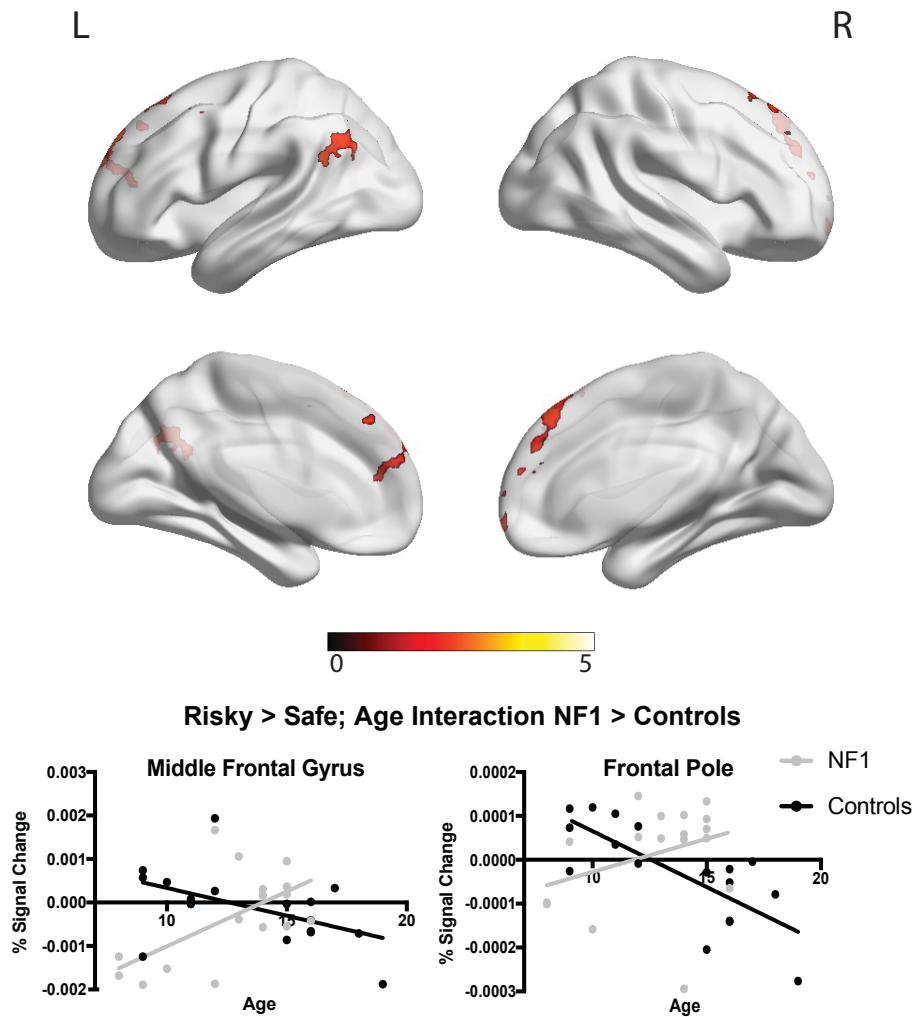 L R
0 5
Risky > Safe; Age Interaction NF1 > Controls
Middle Frontal Gyrus
0.003
0.002
0.001
0.000
-0.001
-0.002
% Signal Change
10 15 20
Age
Frontal Pole
0.0002
0.0001
0.0000
-0.0001
-0.0002
-0.0003
% Signal Change
10 15 20
Age
NF1
Controls